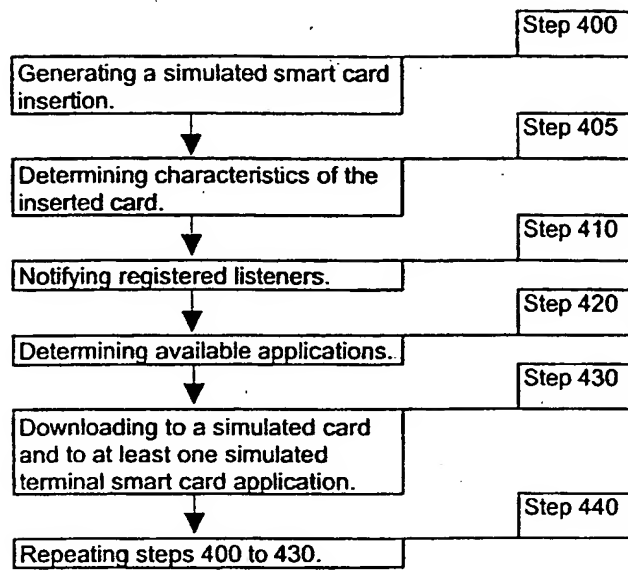 Step 400
Generating a simulated smart card
insertion.
Step 405
Determining characteristics of the
inserted card.
Step 410
Notifying registered listeners.
Step 420
Determining available applications.
Step 430
Downloading to a simulated card
and to at least one simulated
terminal smart card application.
Step 440
Repeating steps 400 to 430.